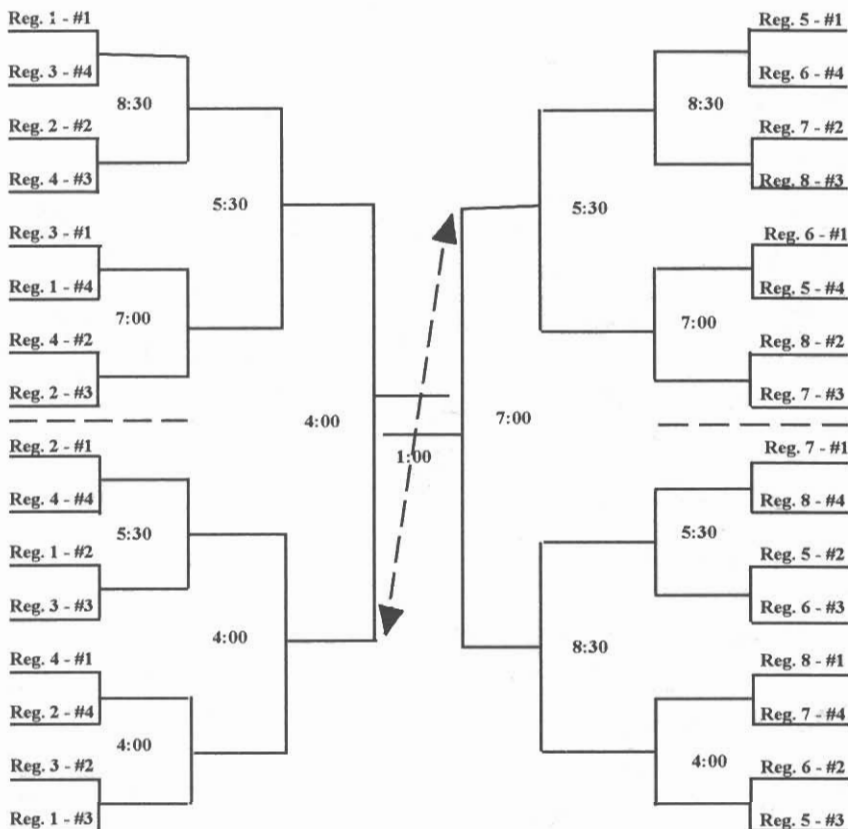 Reg. 1 - #1
Reg. 3 - #4
8:30
Reg. 2 - #2
Reg. 4 - #3
5:30
Reg. 3 - #1
Reg. 1 - #4
7:00
Reg. 4 - #2
Reg. 2 - #3
4:00
Reg. 2 - #1
Reg. 4 - #4
5:30
Reg. 1 - #2
Reg. 3 - #3
4:00
Reg. 4 - #1
Reg. 2 - #4
4:00
Reg. 3 - #2
Reg. 1 - #3
1:00
Reg. 5 - #1
Reg. 6 - #4
8:30
Reg. 7 - #2
Reg. 8 - #3
5:30
Reg. 6 - #1
Reg. 5 - #4
7:00
Reg. 8 - #2
Reg. 7 - #3
7:00
Reg. 7 - #1
Reg. 8 - #4
5:30
Reg. 5 - #2
Reg. 6 - #3
8:30
Reg. 8 - #1
Reg. 7 - #4
4:00
Reg. 6 - #2
Reg. 5 - #3